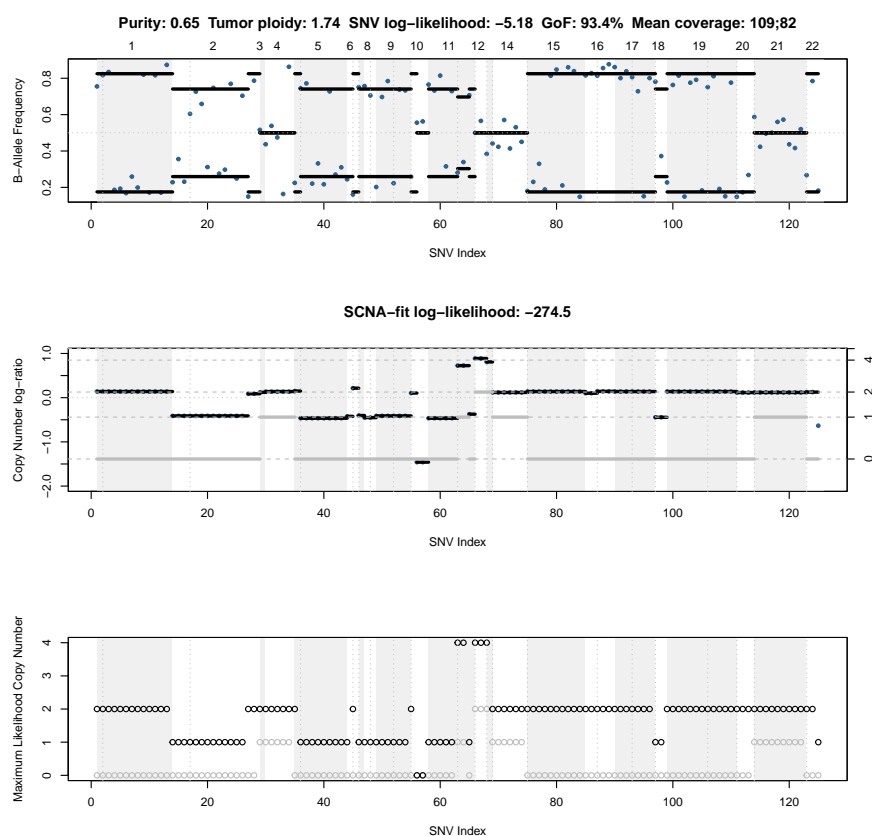 Purity: 0.65 Tumor ploidy: 1.74 SNV log−likelihood: −5.18 GoF: 93.4% Mean coverage: 109;82
1 2 3 4 5 6 8 9 10 11 12 14 15 16 17 18 19 20 21 22
B−Allele Frequency
0.8
0.6
0.4
0.2
0 20 40 60 80 100 120
SNV Index
SCNA−fit log−likelihood: −274.5
Copy Number log−ratio
1.0
0.0
−1.0
−2.0
4
2
1
0
0 20 40 60 80 100 120
SNV Index
Maximum Likelihood Copy Number
4
3
2
1
0
0 20 40 60 80 100 120
SNV Index